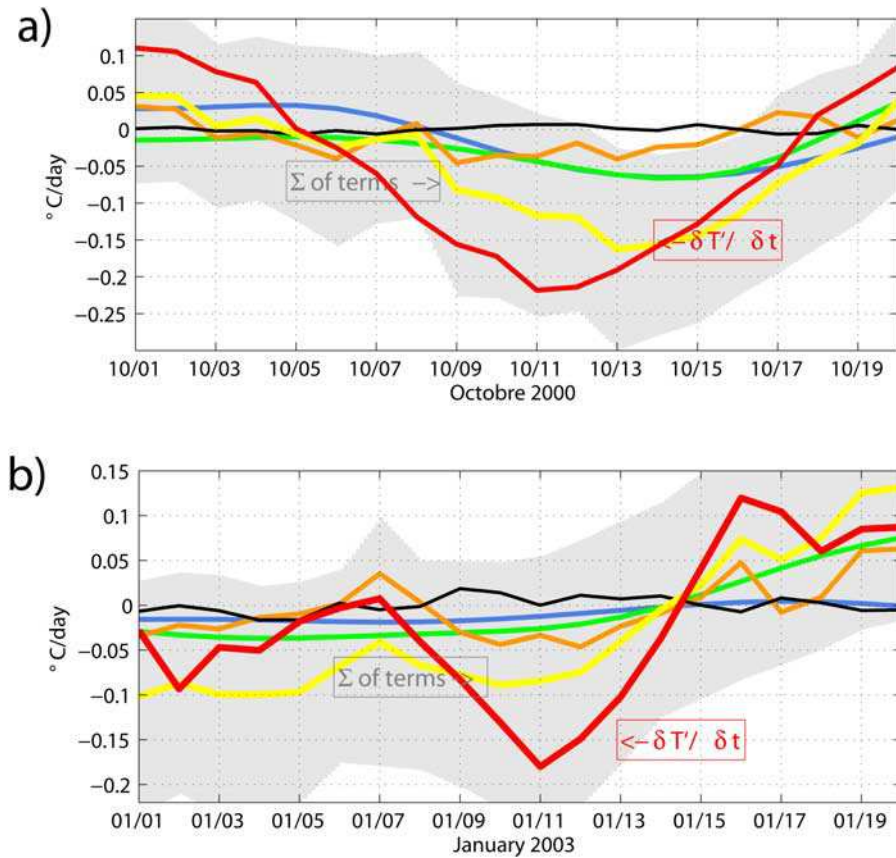 a)
0.1
0.05
0
−0.05
−0.1
−0.15
−0.2
−0.25
° C/day
Σ of terms −>
<− δ T'/ δ t
10/01 10/03 10/05 10/07 10/09 10/11 10/13 10/15 10/17 10/19
Octobre 2000
b)
0.15
0.1
0.05
0
−0.05
−0.1
−0.15
−0.2
° C/day
Σ of terms −>
<− δ T'/ δ t
01/01 01/03 01/05 01/07 01/09 01/11 01/13 01/15 01/17 01/19
January 2003